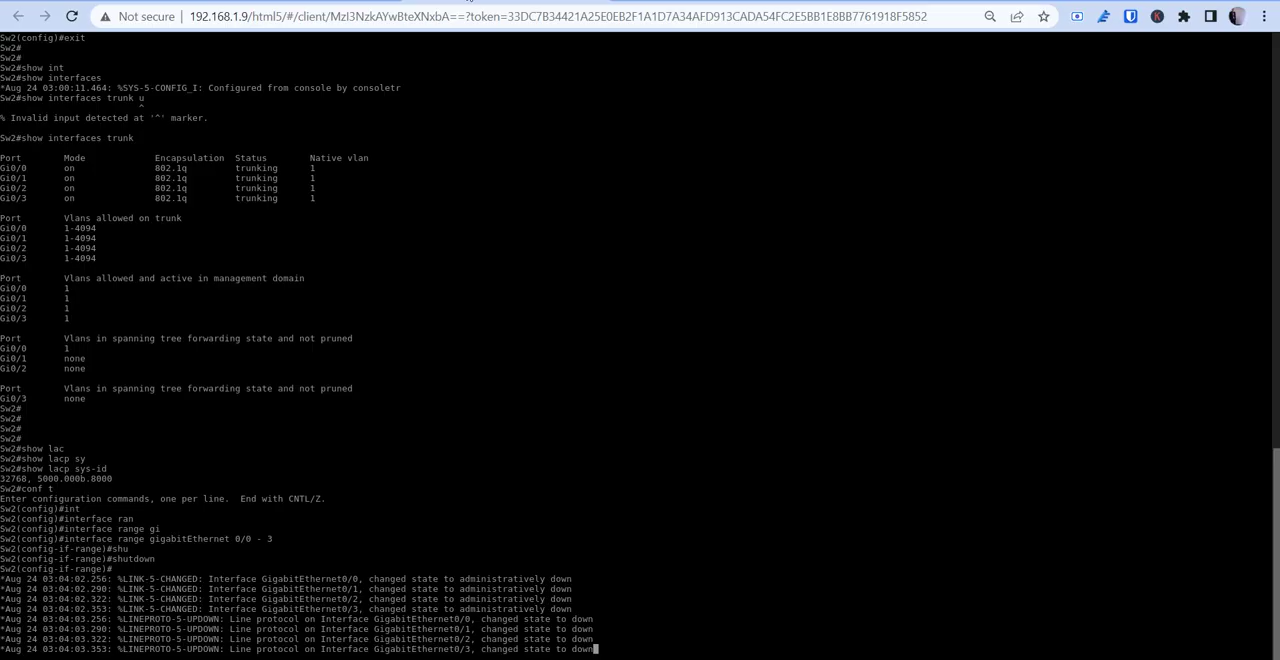 Not secure | 192.168.1.9/html5/#/client/MzI3NzkAYwBteXNxbA==?token=33DC7B34421A25E0EB2F1A1D7A34AFD913CADA54FC2E5BB1E8BB7761918F5852
Sw2(config)#exit
Sw2#
Sw2#
Sw2#show int
Sw2#show interfaces
*Aug 24 03:00:11.464: %SYS-5-CONFIG_I: Configured from console by consoletr
Sw2#show interfaces trunk u
^
% Invalid input detected at '^' marker.
Sw2#show interfaces trunk
Port Mode Encapsulation Status Native vlan
Gi0/0 on 802.1q trunking 1
Gi0/1 on 802.1q trunking 1
Gi0/2 on 802.1q trunking 1
Gi0/3 on 802.1q trunking 1
Port Vlans allowed on trunk
Gi0/0 1-4094
Gi0/1 1-4094
Gi0/2 1-4094
Gi0/3 1-4094
Port Vlans allowed and active in management domain
Gi0/0 1
Gi0/1 1
Gi0/2 1
Gi0/3 1
Port Vlans in spanning tree forwarding state and not pruned
Gi0/0 1
Gi0/1 none
Gi0/2 none
Port Vlans in spanning tree forwarding state and not pruned
Gi0/3 none
Sw2#
Sw2#
Sw2#
Sw2#
Sw2#show lac
Sw2#show lacp sy
Sw2#show lacp sys-id
32768, 5000.000b.8000
Sw2#conf t
Enter configuration commands, one per line. End with CNTL/Z.
Sw2(config)#int
Sw2(config)#interface ran
Sw2(config)#interface range gi
Sw2(config)#interface range gigabitEthernet 0/0 - 3
Sw2(config-if-range)#shu
Sw2(config-if-range)#shutdown
Sw2(config-if-range)#
*Aug 24 03:04:02.256: %LINK-5-CHANGED: Interface GigabitEthernet0/0, changed state to administratively down
*Aug 24 03:04:02.290: %LINK-5-CHANGED: Interface GigabitEthernet0/1, changed state to administratively down
*Aug 24 03:04:02.322: %LINK-5-CHANGED: Interface GigabitEthernet0/2, changed state to administratively down
*Aug 24 03:04:02.353: %LINK-5-CHANGED: Interface GigabitEthernet0/3, changed state to administratively down
*Aug 24 03:04:03.256: %LINEPROTO-5-UPDOWN: Line protocol on Interface GigabitEthernet0/0, changed state to down
*Aug 24 03:04:03.290: %LINEPROTO-5-UPDOWN: Line protocol on Interface GigabitEthernet0/1, changed state to down
*Aug 24 03:04:03.322: %LINEPROTO-5-UPDOWN: Line protocol on Interface GigabitEthernet0/2, changed state to down
*Aug 24 03:04:03.353: %LINEPROTO-5-UPDOWN: Line protocol on Interface GigabitEthernet0/3, changed state to down